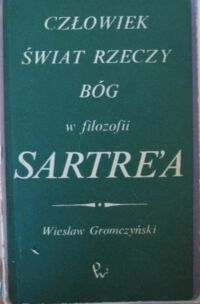 CZŁOWIEK
ŚWIAT RZECZY
BÓG
w filozofii
SARTRE'A
Wiesław Gromczyński